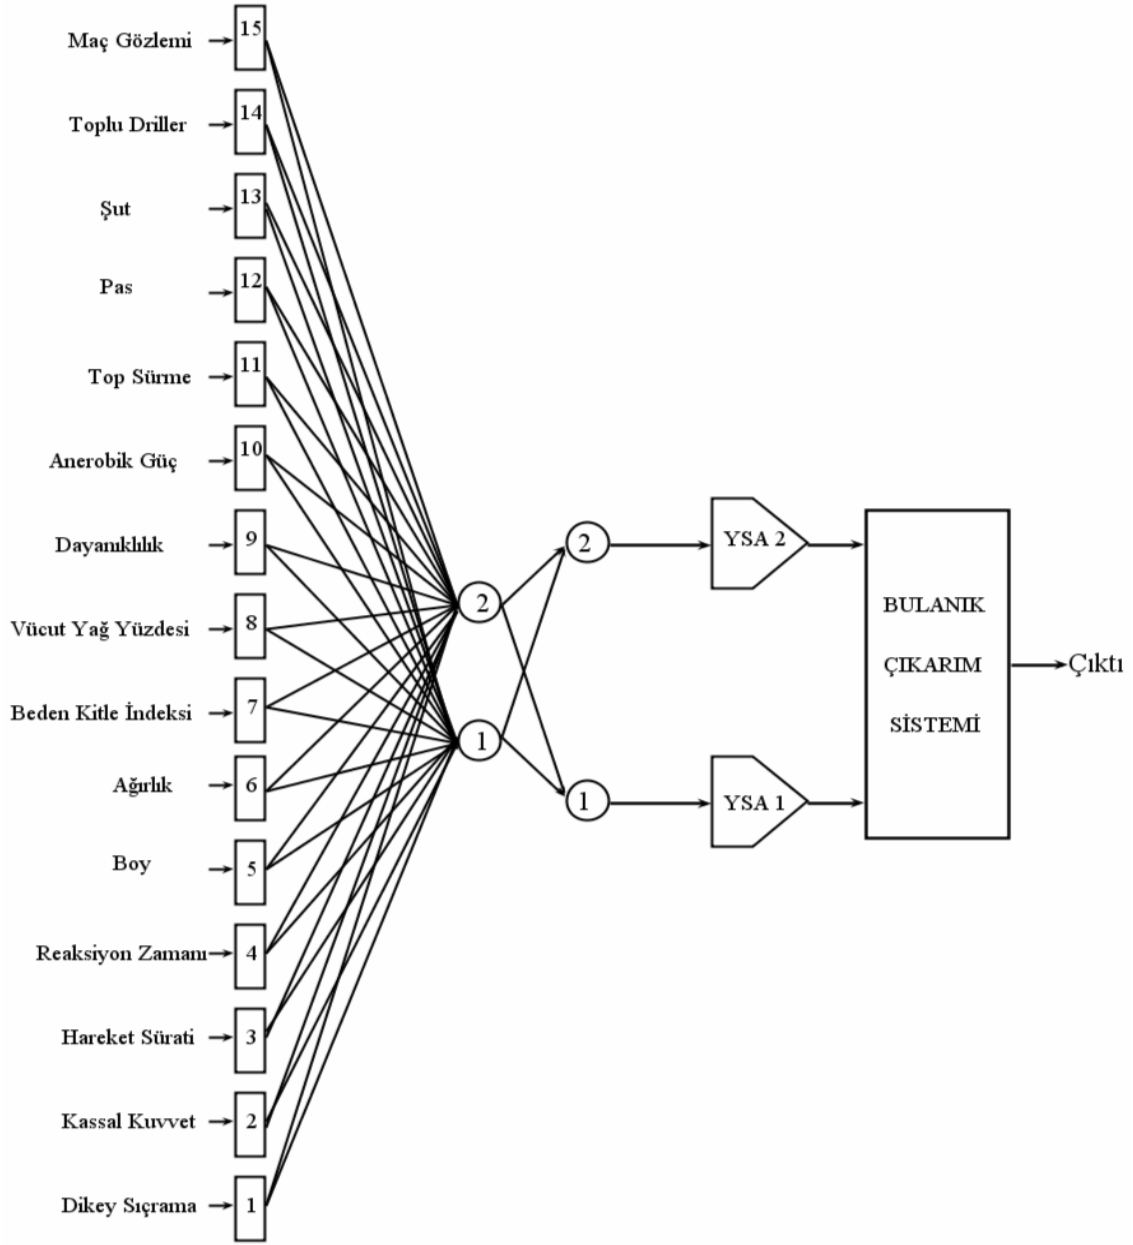 Maç Gözlemi 15
Toplu Driller 14
Şut 13
Pas 12
Top Sürme 11
Anerobik Güç 10
Dayanıklılık 9
Vücut Yağ Yüzdesi 8
Beden Kitle İndeksi 7
Ağırlık 6
Boy 5
Reaksiyon Zamanı 4
Hareket Sürati 3
Kassal Kuvvet 2
Dikey Sıçrama 1
2
1
2
1
YSA 2
YSA 1
BULANIK
ÇIKARIM
SİSTEMİ
Çıktı